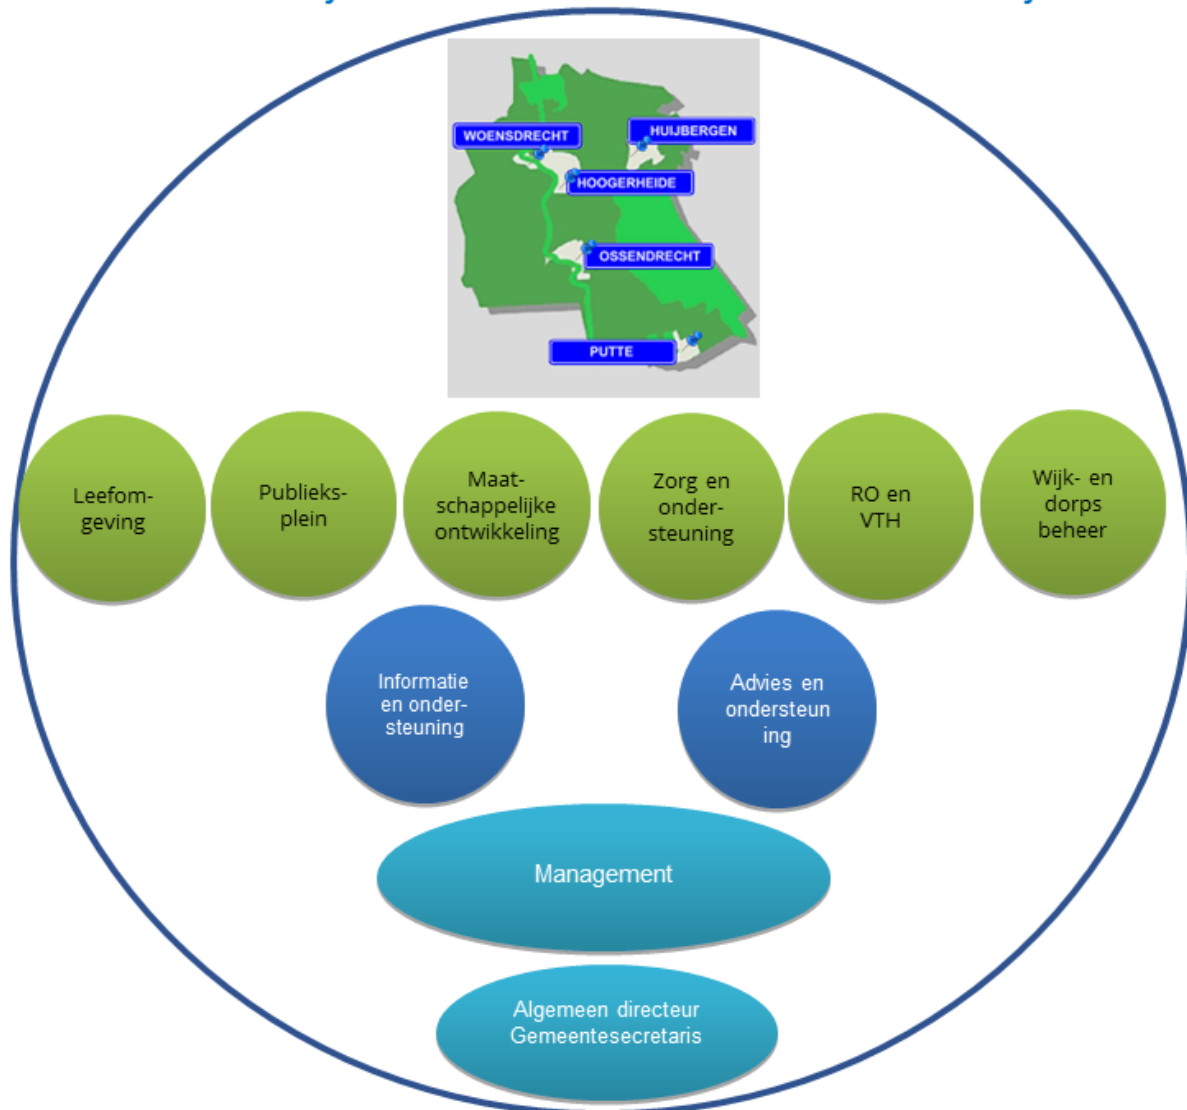 WOENSDRECHT
HUIJBERGEN
HOOGERHEIDE
OSSENDRECHT
PUTTE
Leefom-
geving
Publieks-
plein
Maat-
schappelijke
ontwikkeling
Zorg en
onder-
steuning
RO en
VTH
Wijk- en
dorps
beheer
Informatie
en onder-
steuning
Advies en
ondersteun
ing
Management
Algemeen directeur
Gemeentesecretaris